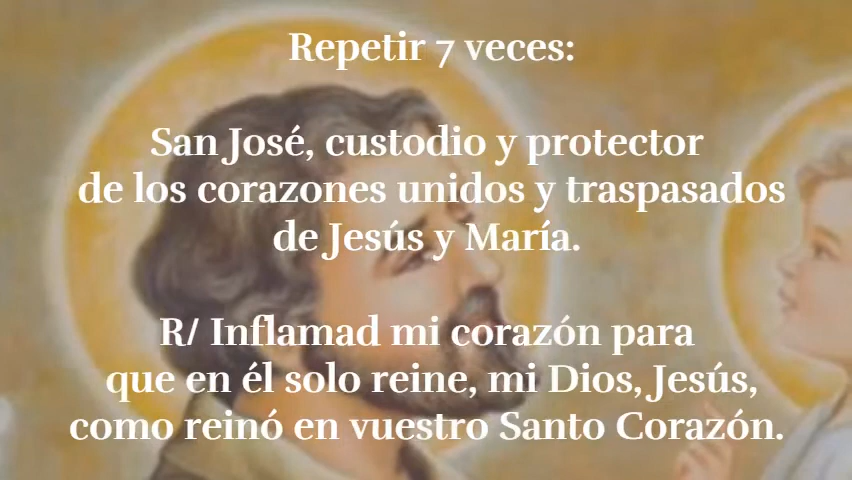 Repetir 7 veces:
San José, custodio y protector
de los corazones unidos y traspasados
de Jesús y María.
R/ Inflamad mi corazón para
que en él solo reine, mi Dios, Jesús,
como reinó en vuestro Santo Corazón.